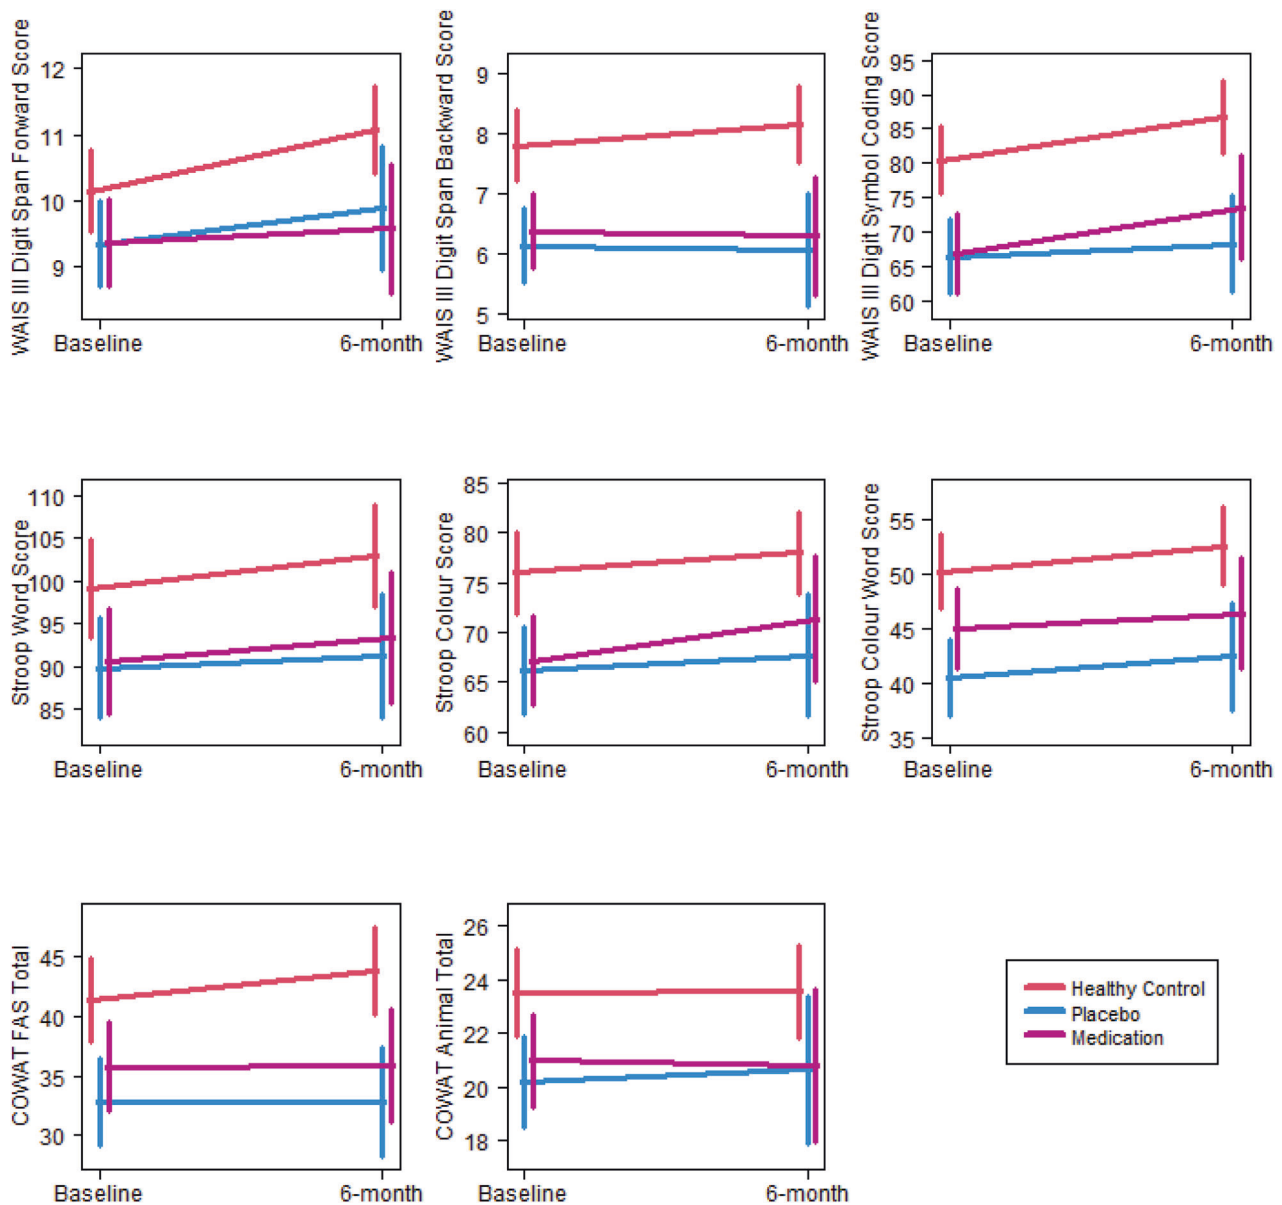 WAIS III Digit Span Forward Score
12
11
10
9
Baseline
6-month
WAIS III Digit Span Backward Score
9
8
7
6
5
Baseline
6-month
WAIS III Digit Symbol Coding Score
95
90
85
80
75
70
65
60
Baseline
6-month
Stroop Word Score
110
105
100
95
90
85
Baseline
6-month
Stroop Colour Score
85
80
75
70
65
60
Baseline
6-month
Stroop Colour Word Score
55
50
45
40
35
Baseline
6-month
COWAT FAS Total
45
40
35
30
Baseline
6-month
COWAT Animal Total
26
24
22
20
18
Baseline
6-month
Healthy Control
Placebo
Medication